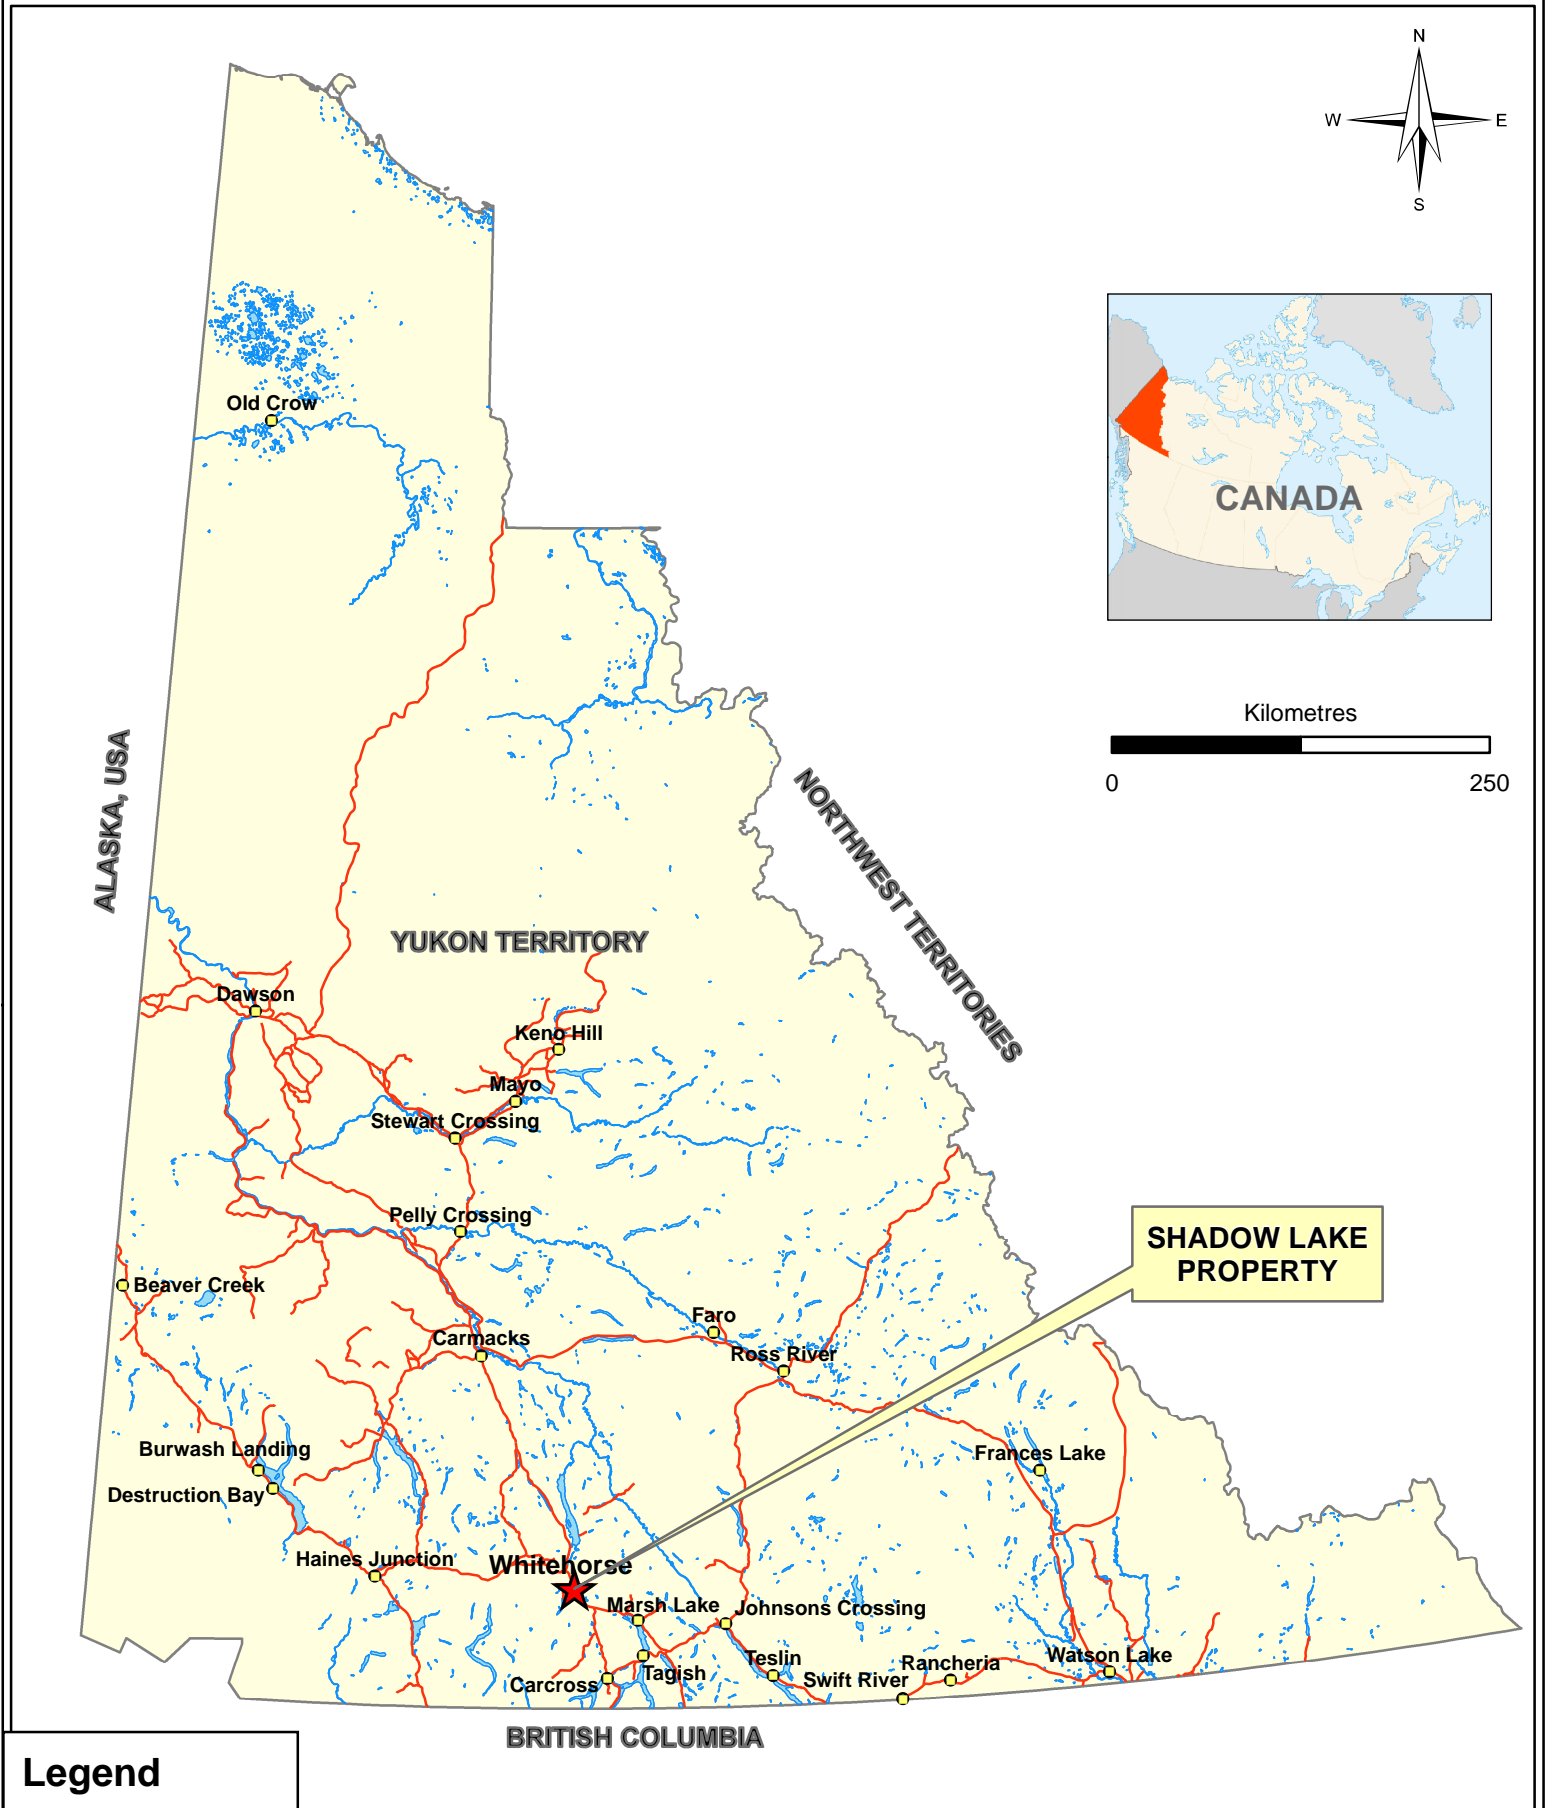 N
W
E
S
Old Crow
CANADA
Kilometres
0
250
ALASKA, USA
NORTHWEST TERRITORIES
YUKON TERRITORY
Dawson
Keno Hill
Mayo
Stewart Crossing
Pelly Crossing
SHADOW LAKE
PROPERTY
Beaver Creek
Faro
Carmacks
Ross River
Burwash Landing
Frances Lake
Destruction Bay
Haines Junction
Whitehorse
Marsh Lake
Johnsons Crossing
Teslin
Watson Lake
Rancheria
Tagish
Swift River
Carcross
BRITISH COLUMBIA
Legend